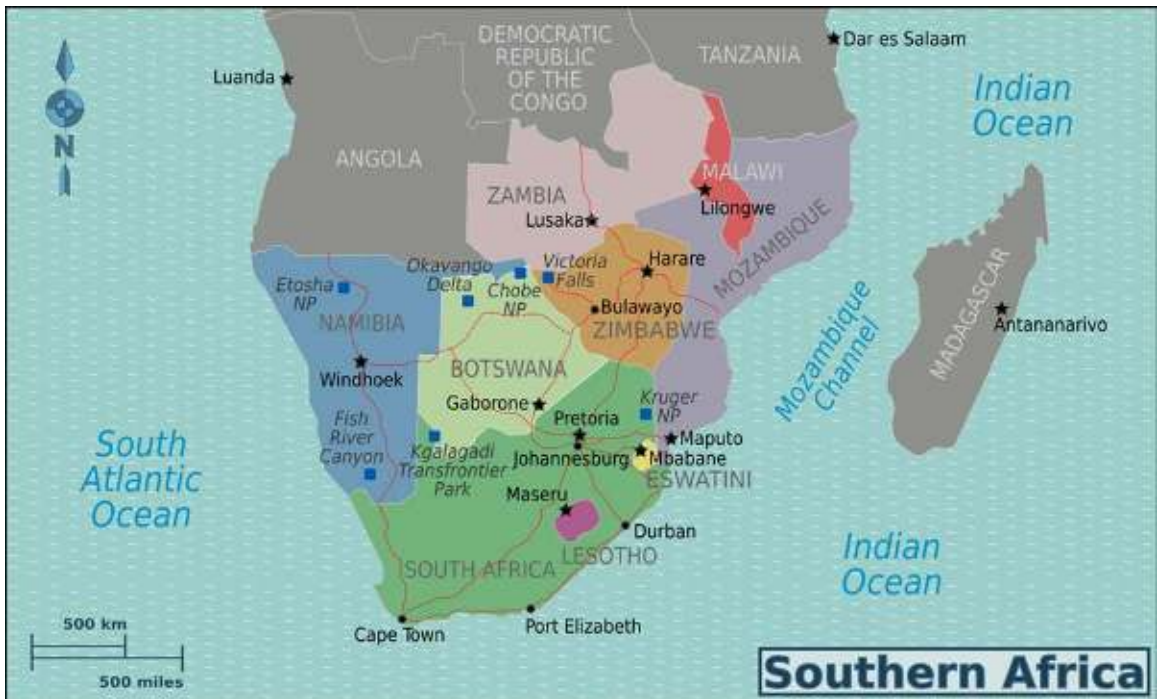 DEMOCRATIC
REPUBLIC
OF THE
CONGO
TANZANIA
Dar es Salaam
Luanda
Indian
Ocean
N
ANGOLA
MALAWI
ZAMBIA
Lilongwe
Lusaka
MOZAMBIQUE
Okavango
Delta
Victoria
Falls
Harare
Etosha
NP
Chobe
NP
Bulawayo
MADAGASCAR
Antananarivo
NAMIBIA
ZIMBABWE
Mozambique
Channel
Windhoek
BOTSWANA
Gaborone
Kruger
NP
Pretoria
Fish
River
Canyon
Maputo
South
Atlantic
Ocean
Kgalagadi
Transfrontier
Park
Johannesburg
Mbabane
ESWATINI
Maseru
Durban
LESOTHO
Indian
Ocean
SOUTH AFRICA
Cape Town
Port Elizabeth
500 km
500 miles
Southern Africa